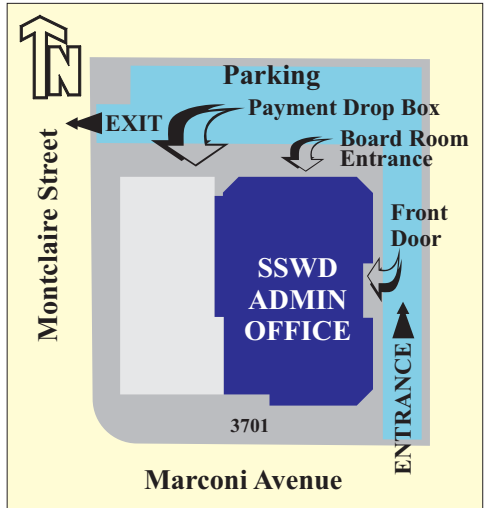 N
Parking
Payment Drop Box
EXIT
Board Room
Entrance
Montclaire Street
Front
Door
SSWD
ADMIN
OFFICE
ENTRANCE
3701
Marconi Avenue